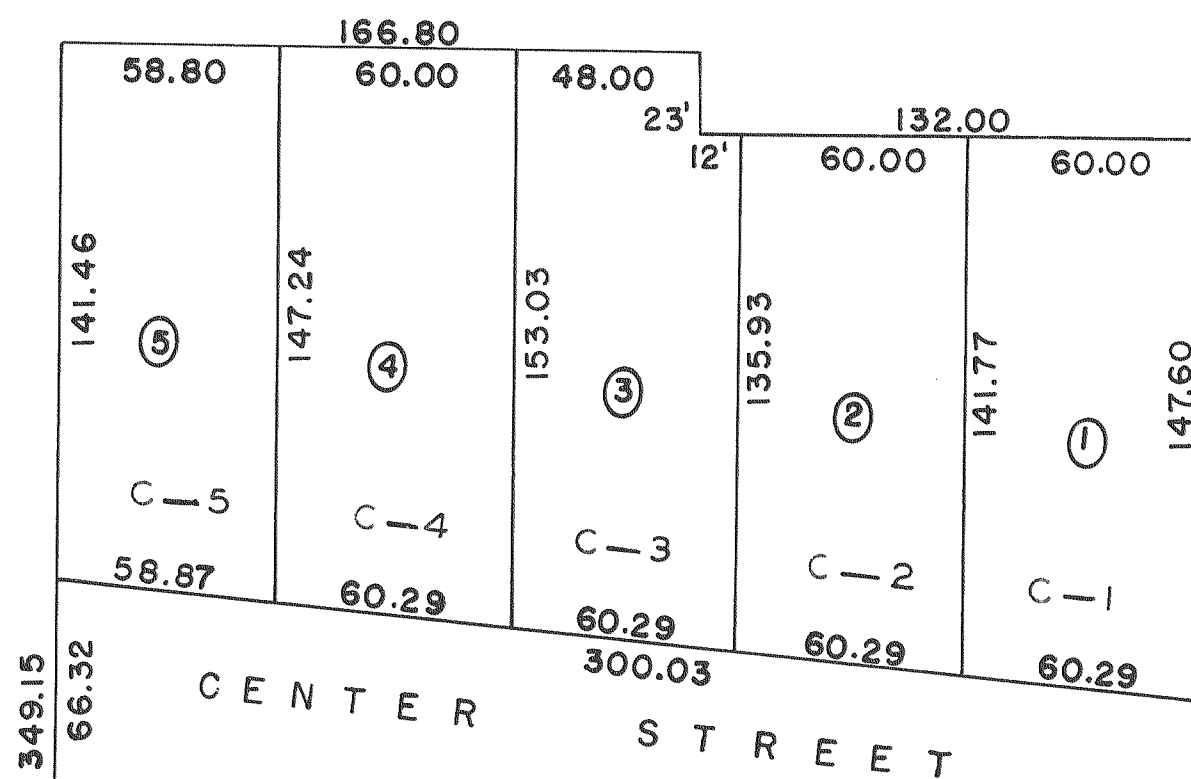 166.80
58.80 60.00 48.00
23'
132.00
12' 60.00 60.00
141.46 147.24 153.03 135.93 141.77 147.60
5 4 3 2 1
C-5 C-4 C-3 C-2 C-1
58.87 60.29 60.29 60.29 60.29
300.03
349.15 66.32
CENTER STREET